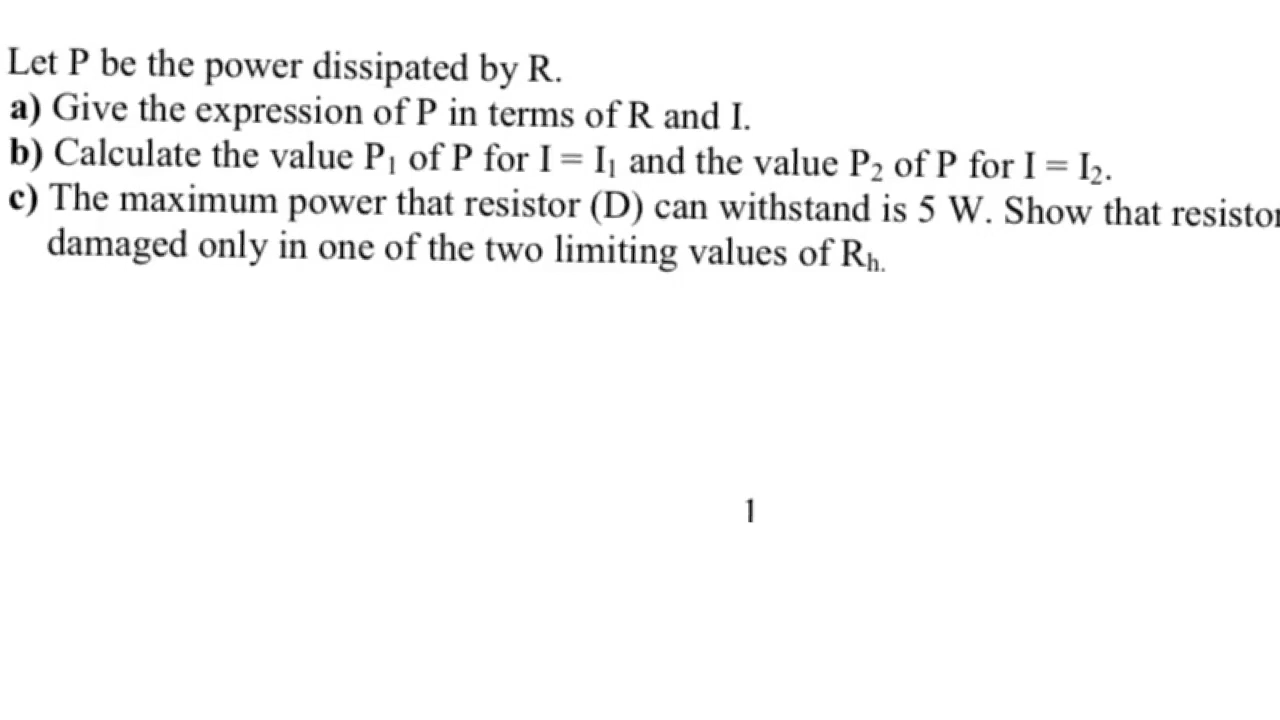 Let P be the power dissipated by R.
a) Give the expression of P in terms of R and I.
b) Calculate the value P₁ of P for I = I₁ and the value P₂ of P for I = I₂.
c) The maximum power that resistor (D) can withstand is 5 W. Show that resistor
damaged only in one of the two limiting values of Rₕ.
1